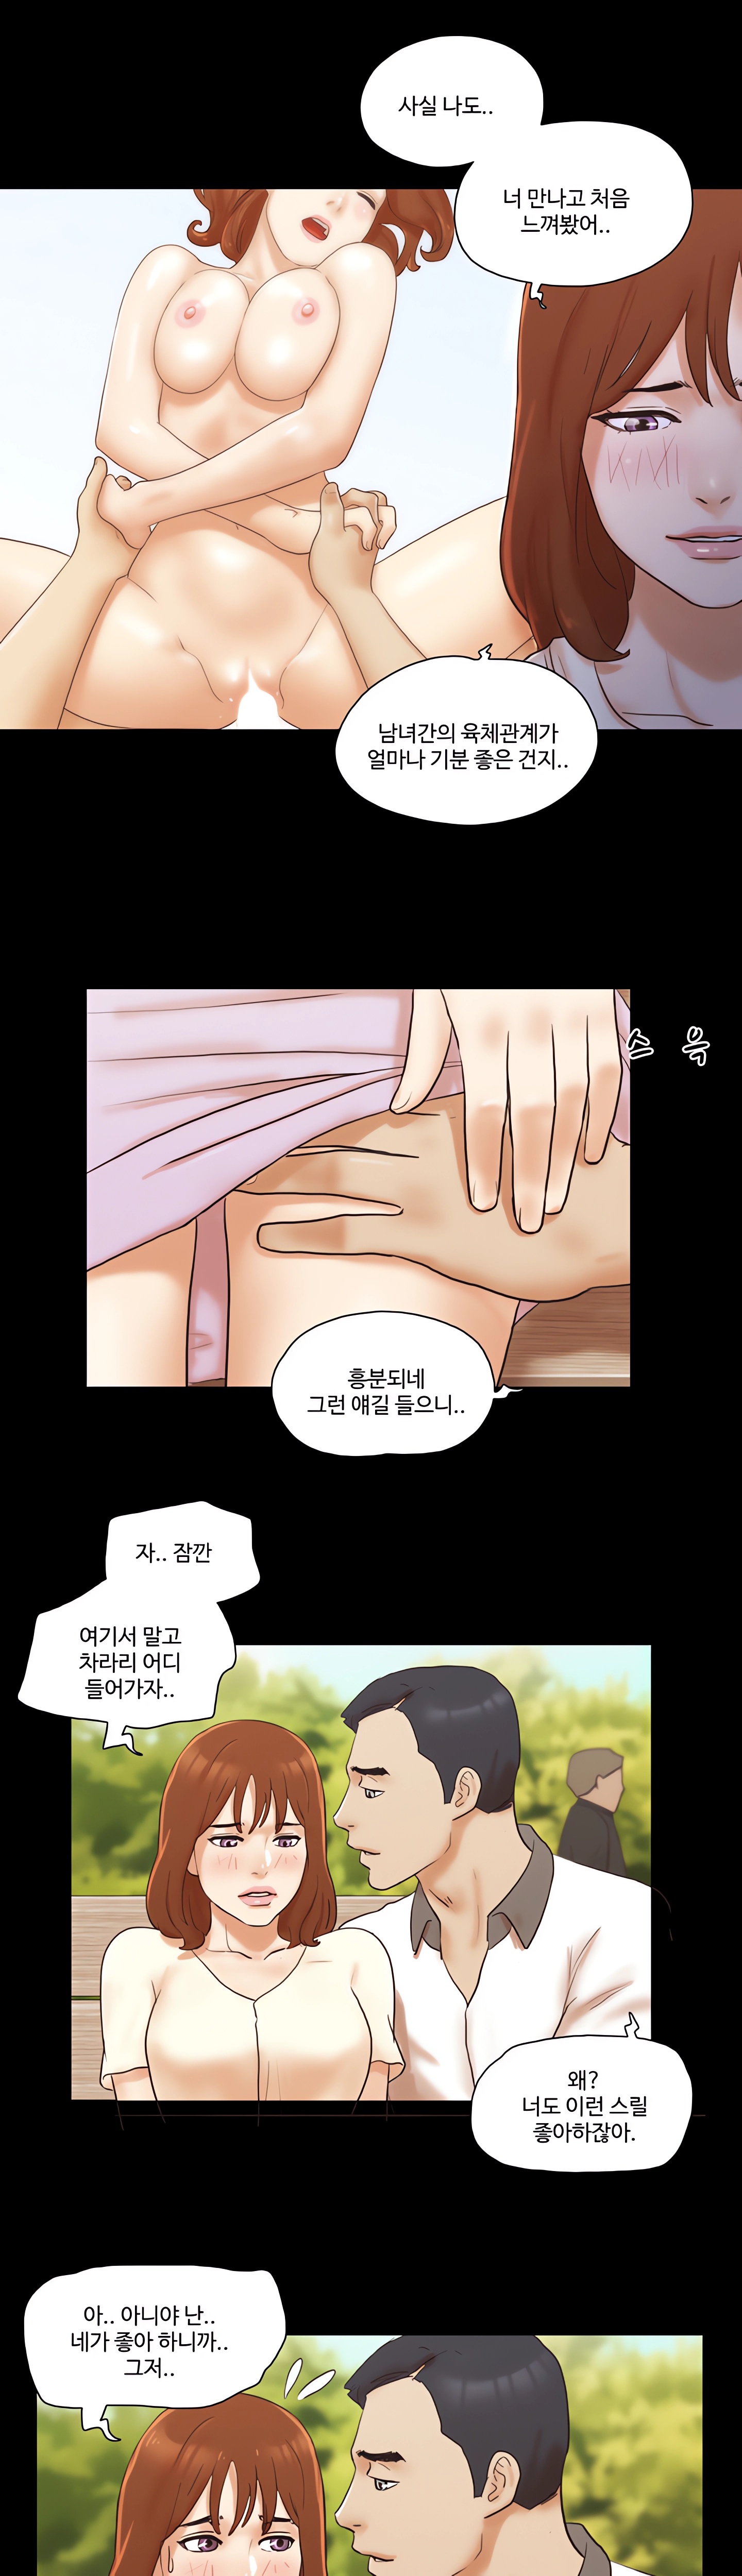 사실 나도..
너 만나고 처음
느껴봤어..
남녀간의 육체관계가
얼마나 기분 좋은 건지..
스 윽
흥분되네
그런 얘길 들으니..
자.. 잠깐
여기서 말고
차라리 어디
들어가자..
왜?
너도 이런 스릴
좋아하잖아.
아.. 아니야 난..
네가 좋아 하니까..
그저..